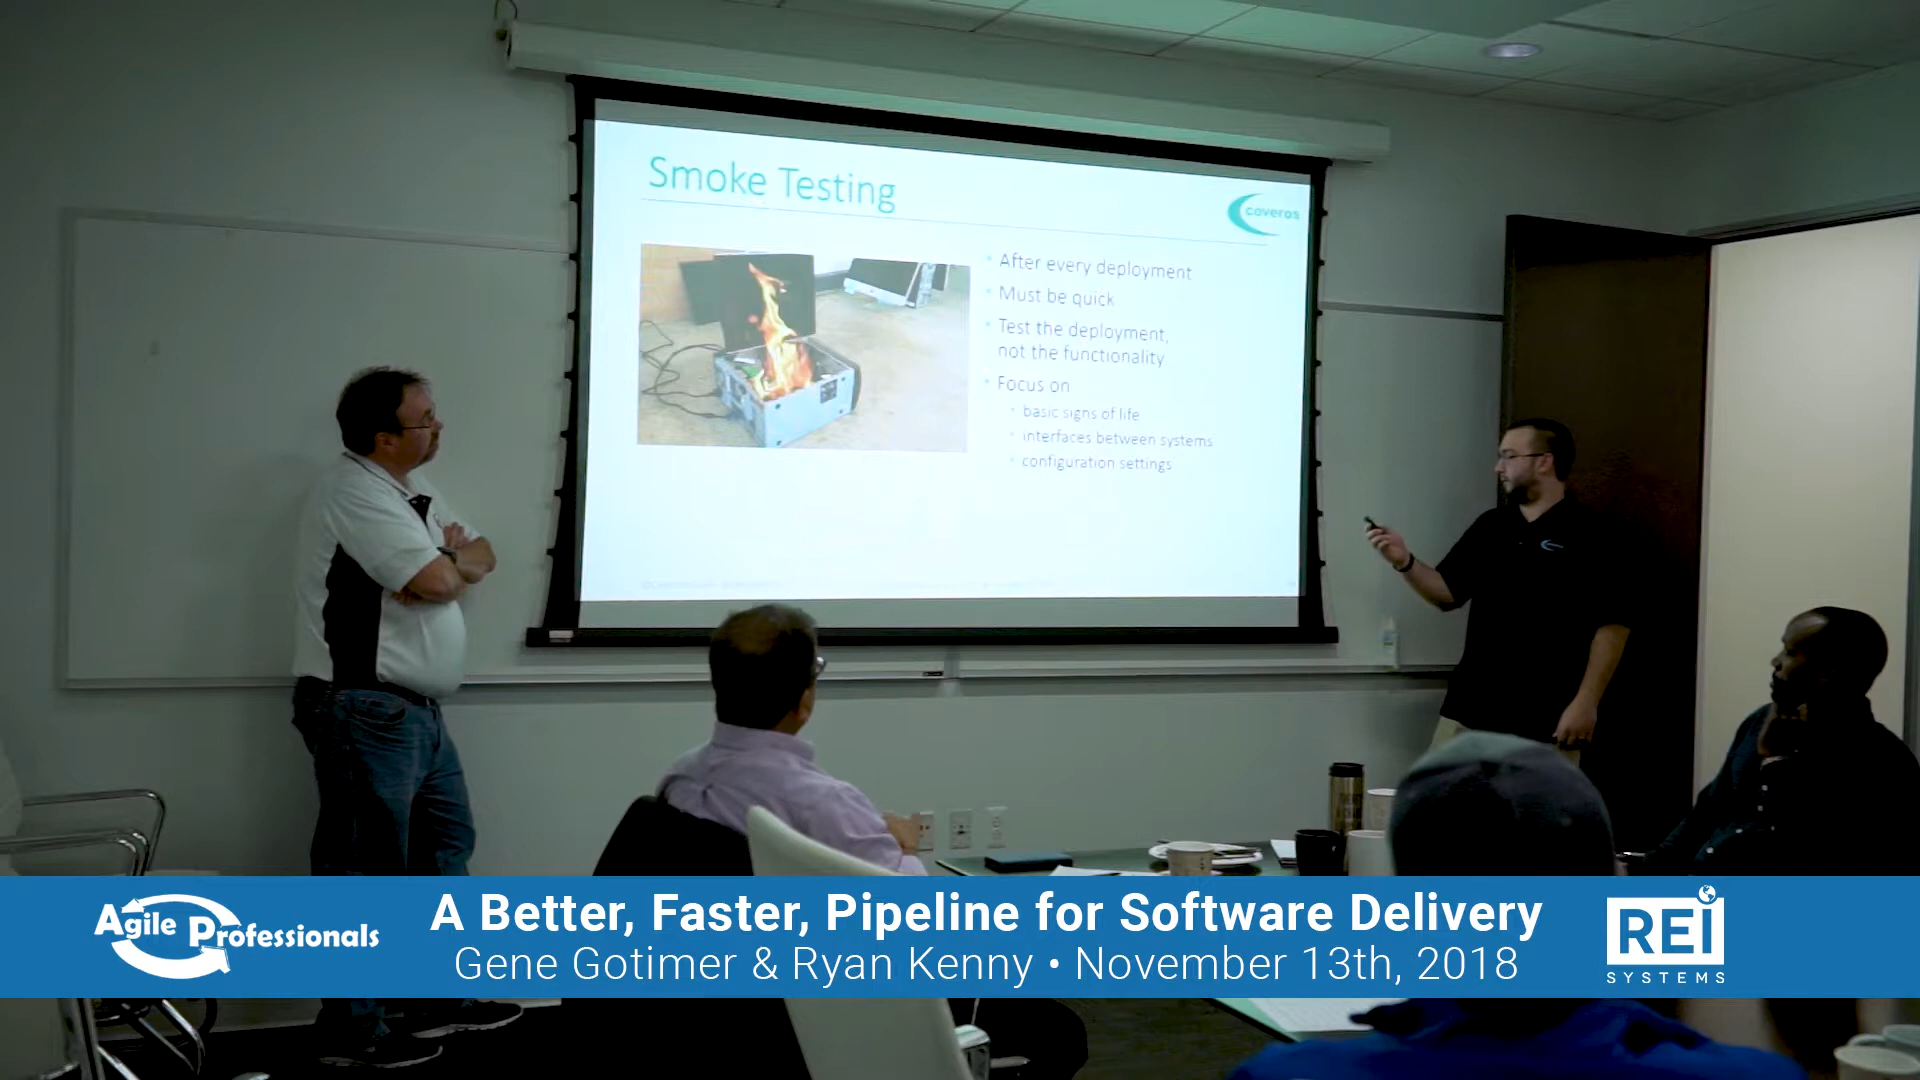 Smoke Testing
coveros
After every deployment
Must be quick
Test the deployment,
not the functionality
Focus on
basic signs of life
interfaces between systems
configuration settings
Agile Professionals
A Better, Faster, Pipeline for Software Delivery
Gene Gotimer & Ryan Kenny • November 13th, 2018
REI
SYSTEMS